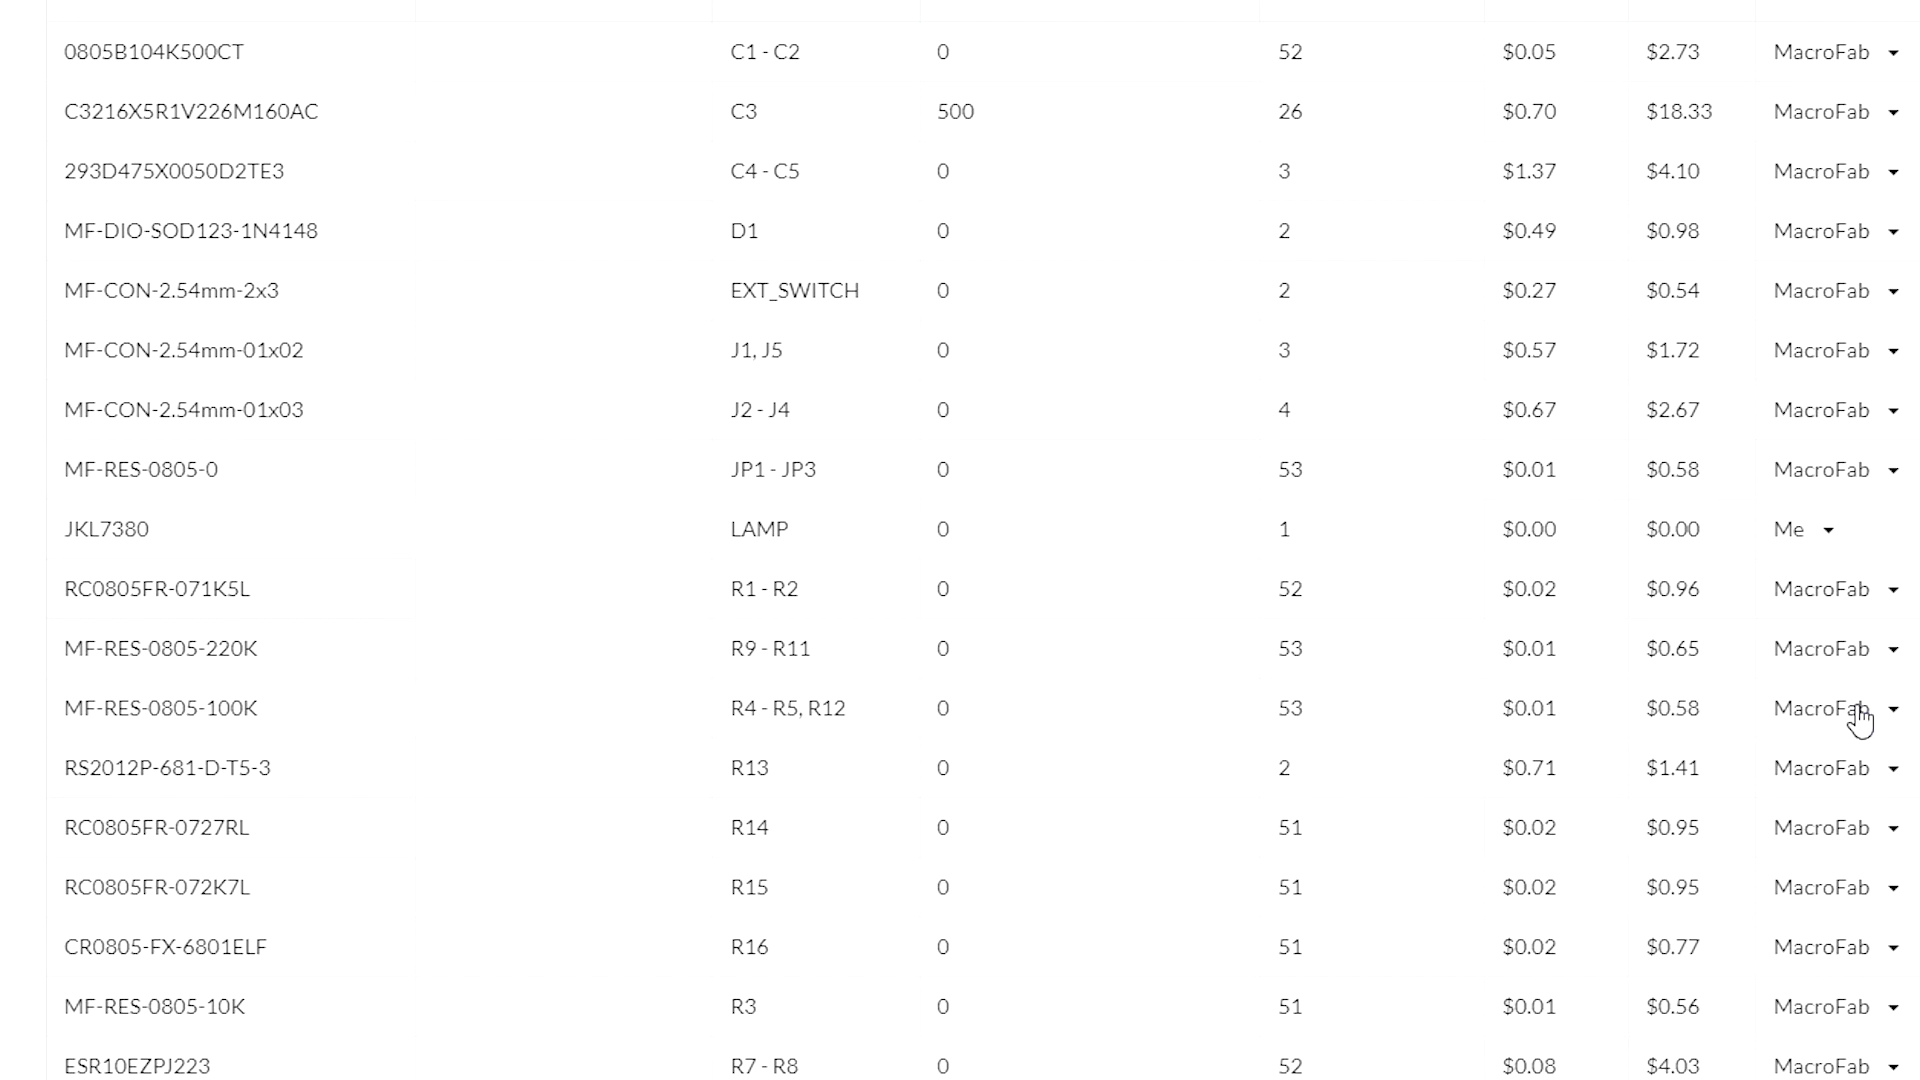 0805B104K500CT C1 - C2 0 52 $0.05 $2.73 MacroFab
C3216X5R1V226M160AC C3 500 26 $0.70 $18.33 MacroFab
293D475X0050D2TE3 C4 - C5 0 3 $1.37 $4.10 MacroFab
MF-DIO-SOD123-1N4148 D1 0 2 $0.49 $0.98 MacroFab
MF-CON-2.54mm-2x3 EXT_SWITCH 0 2 $0.27 $0.54 MacroFab
MF-CON-2.54mm-01x02 J1, J5 0 3 $0.57 $1.72 MacroFab
MF-CON-2.54mm-01x03 J2 - J4 0 4 $0.67 $2.67 MacroFab
MF-RES-0805-0 JP1 - JP3 0 53 $0.01 $0.58 MacroFab
JKL7380 LAMP 0 1 $0.00 $0.00 Me
RC0805FR-071K5L R1 - R2 0 52 $0.02 $0.96 MacroFab
MF-RES-0805-220K R9 - R11 0 53 $0.01 $0.65 MacroFab
MF-RES-0805-100K R4 - R5, R12 0 53 $0.01 $0.58 MacroFab
RS2012P-681-D-T5-3 R13 0 2 $0.71 $1.41 MacroFab
RC0805FR-0727RL R14 0 51 $0.02 $0.95 MacroFab
RC0805FR-072K7L R15 0 51 $0.02 $0.95 MacroFab
CR0805-FX-6801ELF R16 0 51 $0.02 $0.77 MacroFab
MF-RES-0805-10K R3 0 51 $0.01 $0.56 MacroFab
ESR10EZPJ223 R7 - R8 0 52 $0.08 $4.03 MacroFab